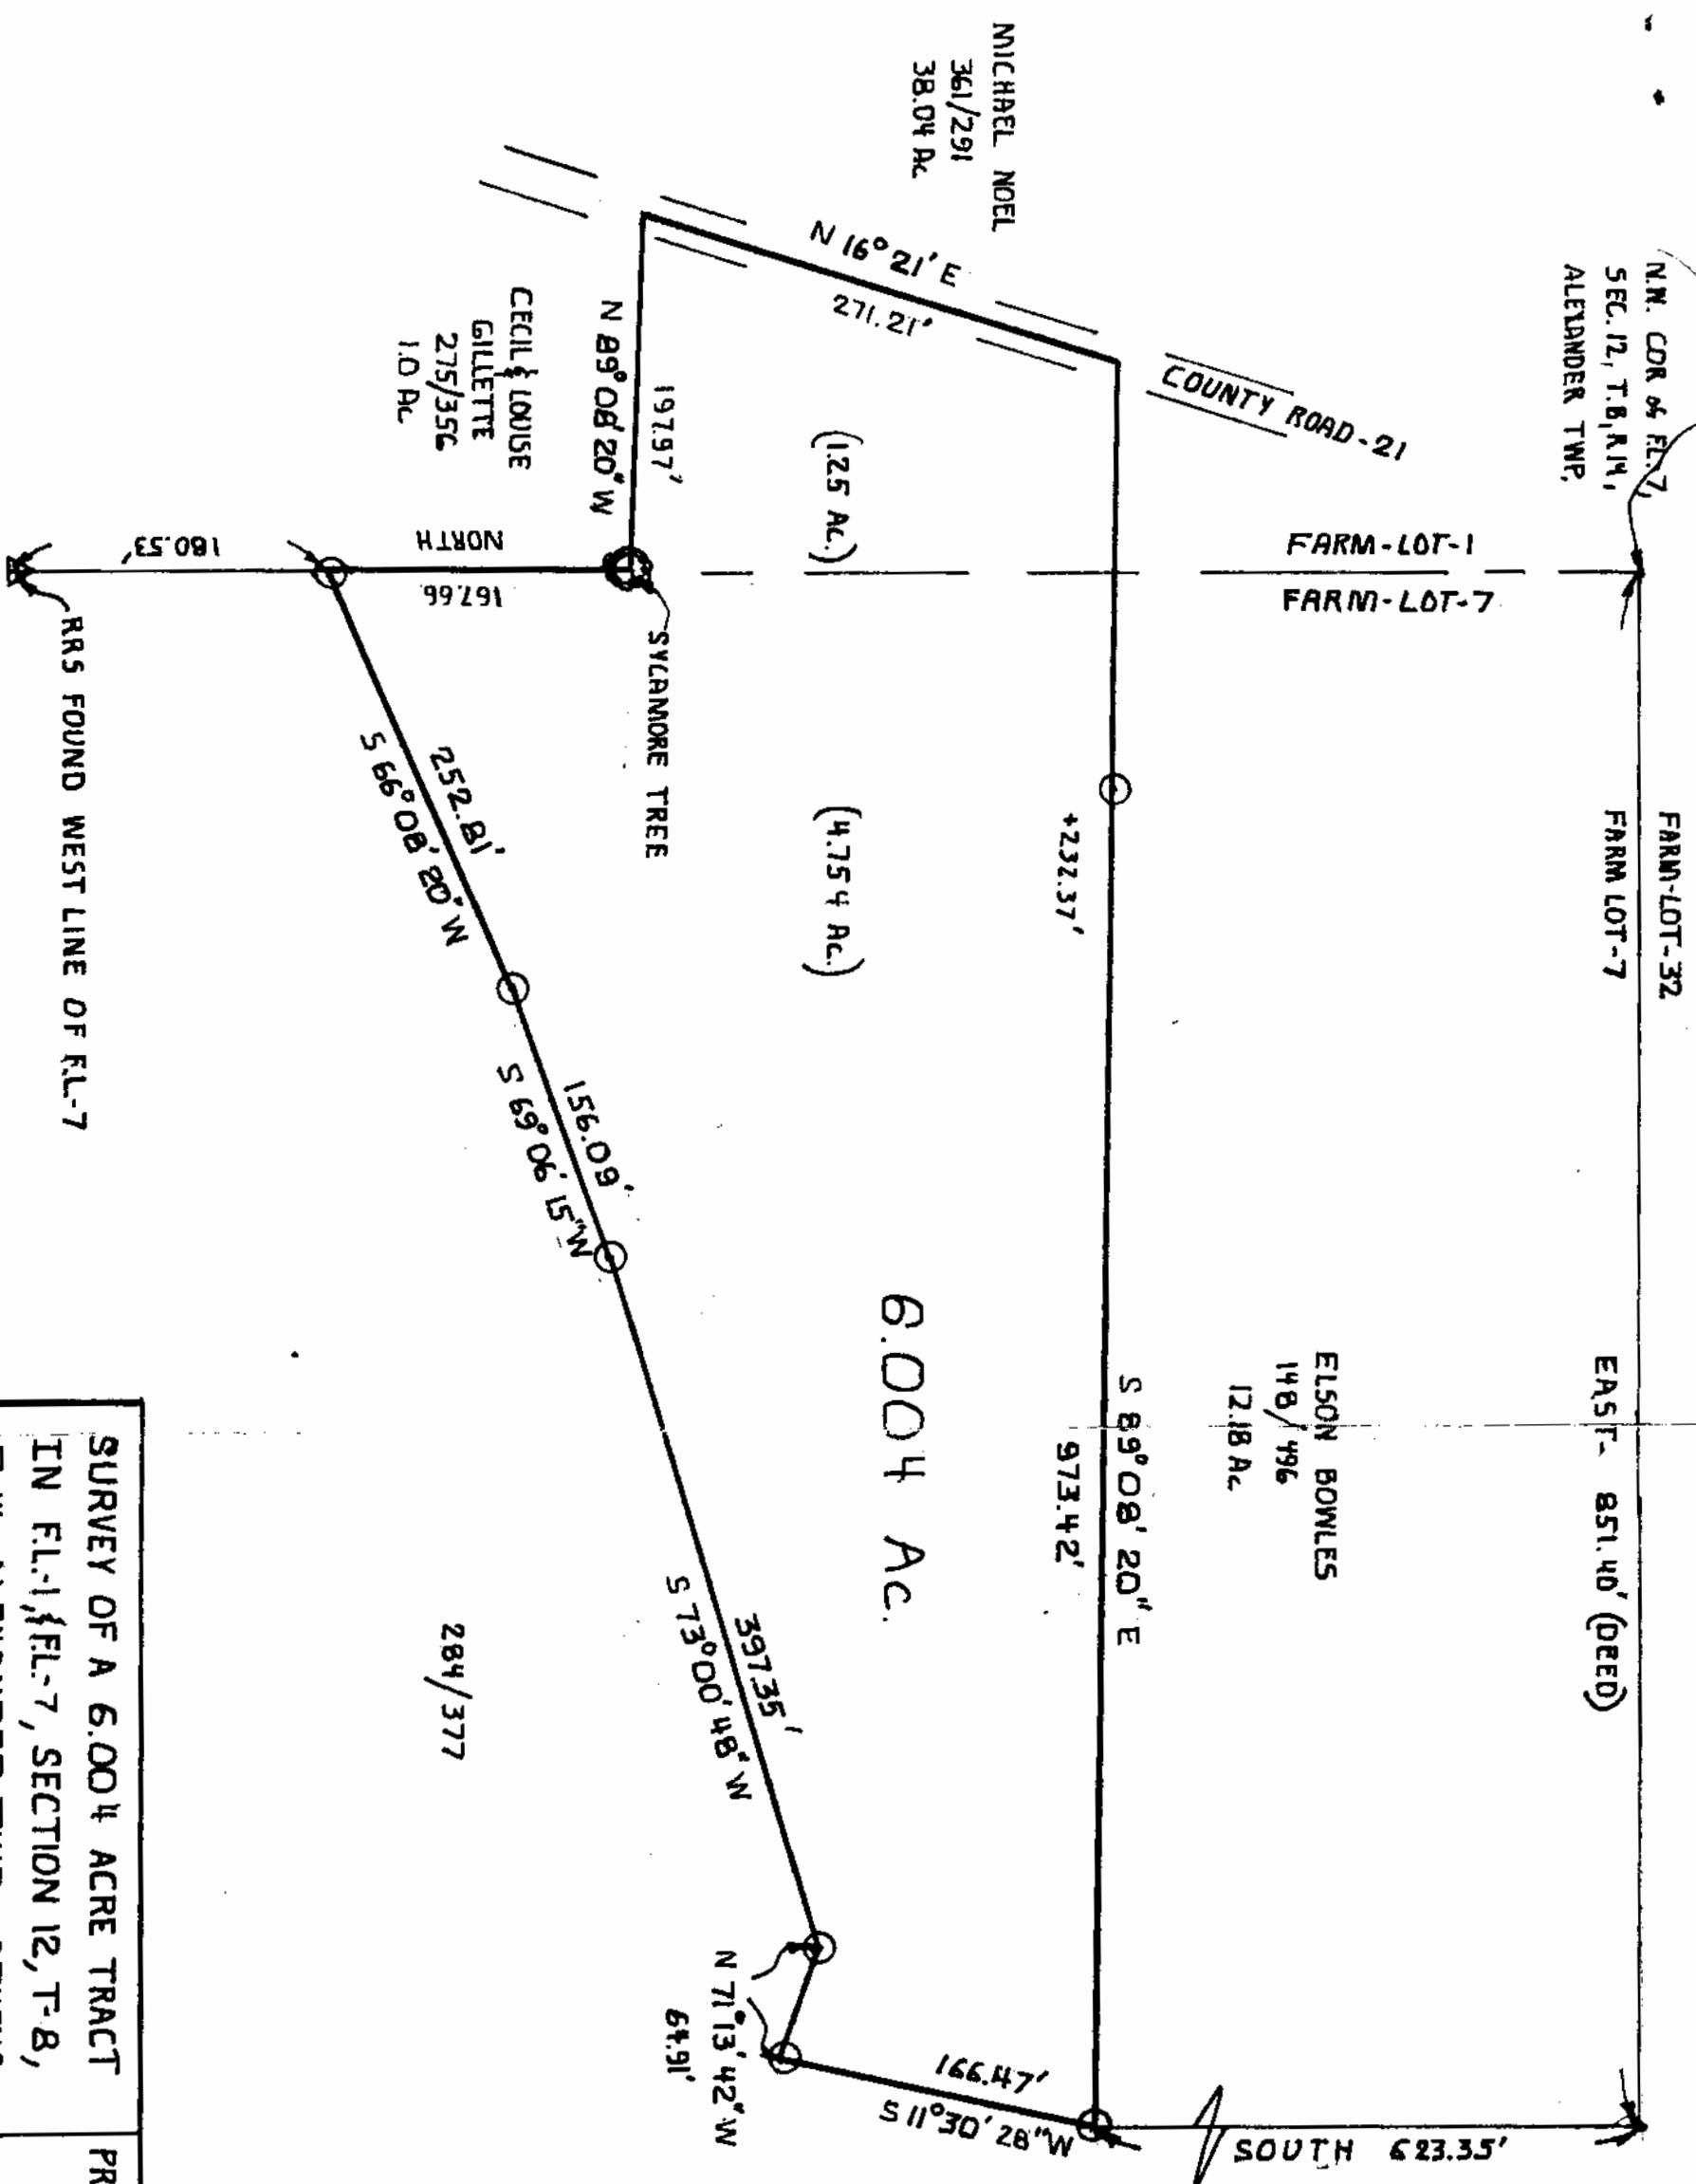 N.W. COR of F.L.-7,
SEC. 12, T.8, R.14,
ALEXANDER TWP.
FARM-LOT-32
FARM LOT-7
EAST- 851.40' (DEED)
SOUTH 623.35'
FARM-LOT-1
FARM-LOT-7
COUNTY ROAD-21
MICHAEL NOEL
361/291
38.04 Ac
N 16° 21' E
271.21'
ELSON BOWLES
148/496
12.18 Ac
S 89° 08' 20" E
973.42'
+232.37'
6.004 Ac.
(1.25 Ac.)
(4.754 Ac.)
197.97'
N 89° 08' 20" W
CECIL & LOUISE
GILLETTE
275/356
1.0 Ac
SYCAMORE TREE
NORTH
167.66
180.53'
RRS FOUND WEST LINE OF F.L.-7
252.81'
S 66° 08' 20" W
156.09'
S 69° 06' 15" W
397.35'
S 73° 00' 48" W
N 71° 13' 42" W
64.91'
166.47'
S 11° 30' 28" W
284/377
SURVEY OF A 6.004 ACRE TRACT
IN F.L.-1, & F.L.-7, SECTION 12, T-8,
PR